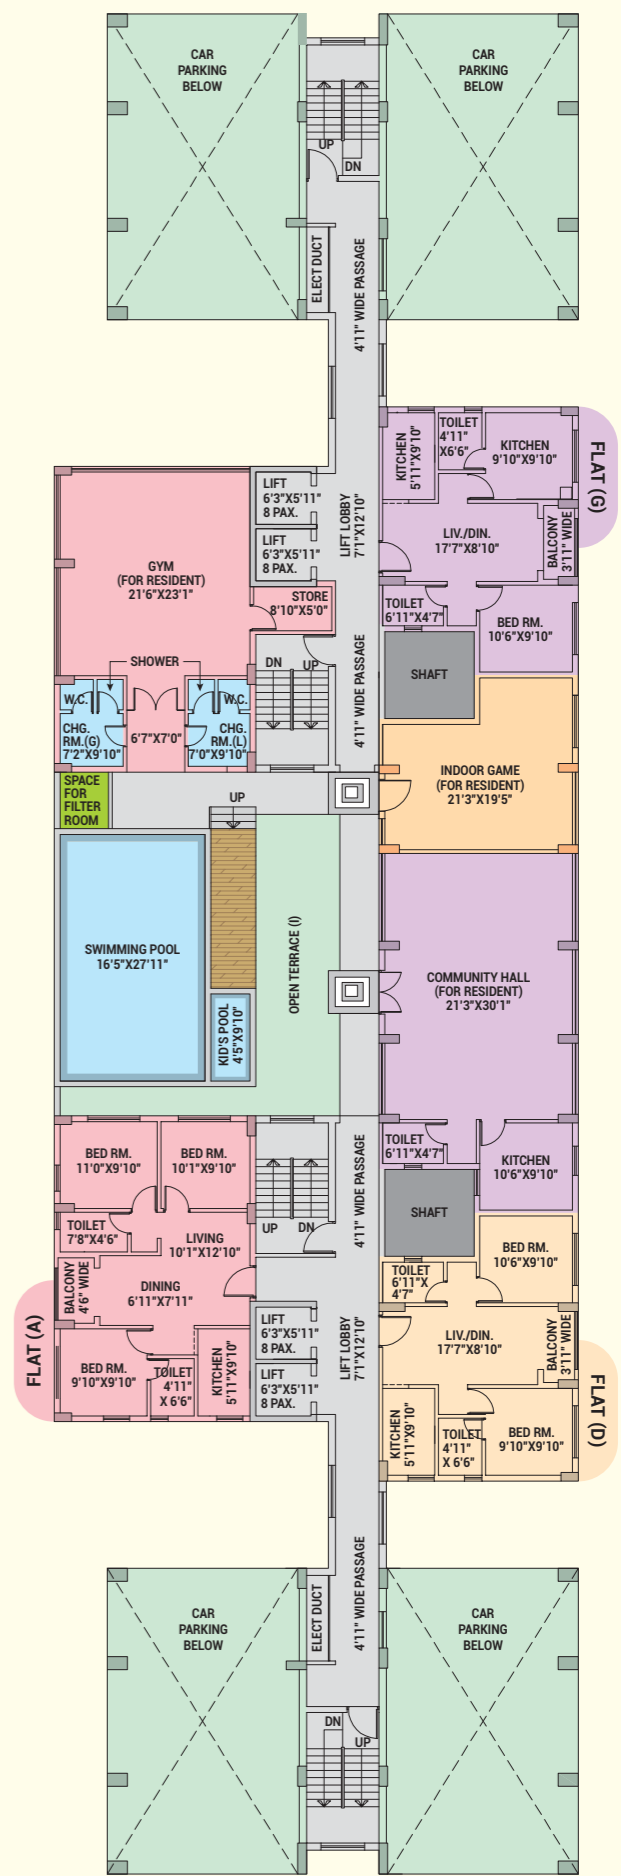 CAR
PARKING
BELOW
CAR
PARKING
BELOW
UP
DN
ELECT DUCT
4'11" WIDE PASSAGE
KITCHEN
5'11"X9'10"
TOILET
4'11"
X6'6"
KITCHEN
9'10"X9'10"
FLAT (G)
LIFT
6'3"X5'11"
8 PAX.
LIFT
6'3"X5'11"
8 PAX.
LIFT LOBBY
7'1"X12'10"
LIV./DIN.
17'7"X8'10"
BALCONY
3'11" WIDE
GYM
(FOR RESIDENT)
21'6"X23'1"
STORE
8'10"X5'0"
TOILET
6'11"X4'7"
BED RM.
10'6"X9'10"
SHOWER
DN
UP
4'11" WIDE PASSAGE
SHAFT
W.C.
W.C.
CHG.
RM.(G)
7'2"X9'10"
6'7"X7'0"
CHG.
RM.(L)
7'0"X9'10"
INDOOR GAME
(FOR RESIDENT)
21'3"X19'5"
SPACE
FOR
FILTER
ROOM
UP
SWIMMING POOL
16'5"X27'11"
OPEN TERRACE (I)
KID'S POOL
4'5"X9'10"
COMMUNITY HALL
(FOR RESIDENT)
21'3"X30'1"
BED RM.
11'0"X9'10"
BED RM.
10'1"X9'10"
TOILET
6'11"X4'7"
KITCHEN
10'6"X9'10"
4'11" WIDE PASSAGE
UP
DN
SHAFT
TOILET
7'8"X4'6"
LIVING
10'1"X12'10"
BED RM.
10'6"X9'10"
BALCONY
4'6" WIDE
DINING
6'11"X7'11"
TOILET
6'11"X
4'7"
FLAT (A)
LIFT
6'3"X5'11"
8 PAX.
LIFT
6'3"X5'11"
8 PAX.
LIFT LOBBY
7'1"X12'10"
LIV./DIN.
17'7"X8'10"
BALCONY
3'11" WIDE
BED RM.
9'10"X9'10"
TOILET
4'11"
X 6'6"
KITCHEN
5'11"X9'10"
FLAT (D)
KITCHEN
5'11"X9'10"
TOILET
4'11"
X 6'6"
BED RM.
9'10"X9'10"
4'11" WIDE PASSAGE
ELECT DUCT
CAR
PARKING
BELOW
CAR
PARKING
BELOW
DN
UP